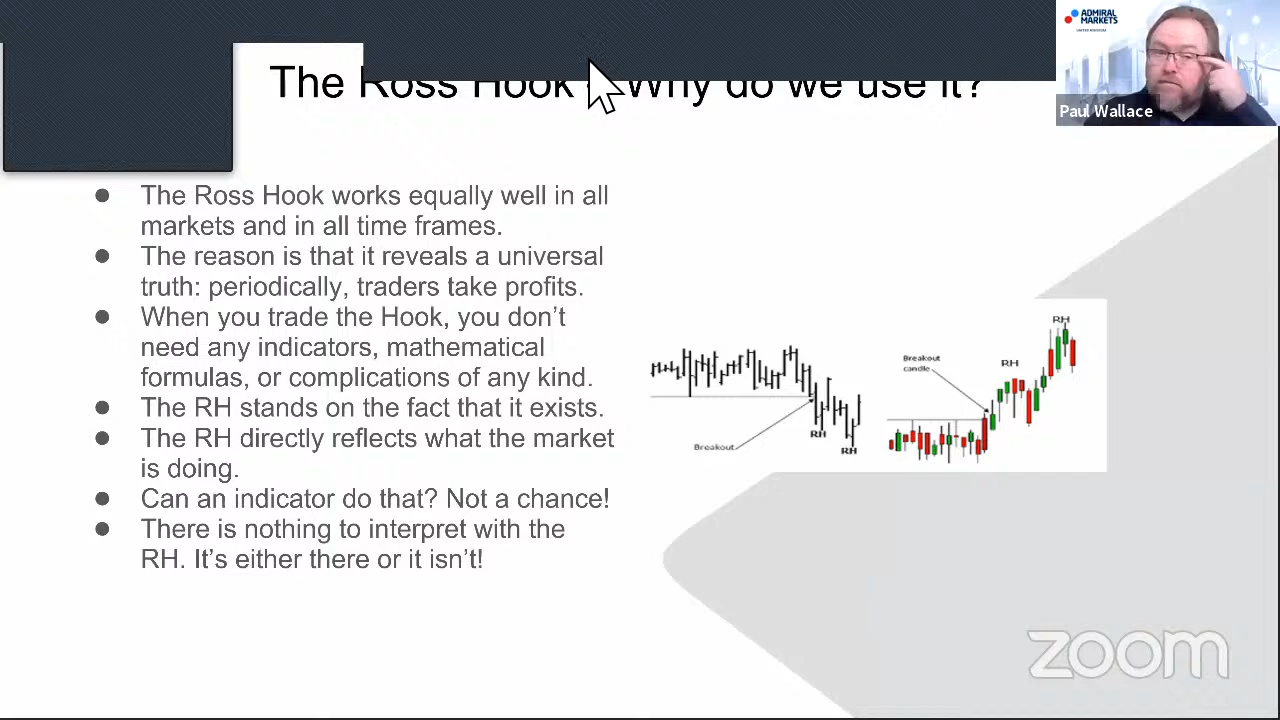 ADMIRAL
MARKETS
UNITED KINGDOM
Paul Wallace
The Ross Hook Why do we use it?
● The Ross Hook works equally well in all
markets and in all time frames.
● The reason is that it reveals a universal
truth: periodically, traders take profits.
● When you trade the Hook, you don’t
need any indicators, mathematical
formulas, or complications of any kind.
● The RH stands on the fact that it exists.
● The RH directly reflects what the market
is doing.
● Can an indicator do that? Not a chance!
● There is nothing to interpret with the
RH. It’s either there or it isn’t!
Breakout
RH
RH
Breakout
candle
RH
RH
zoom